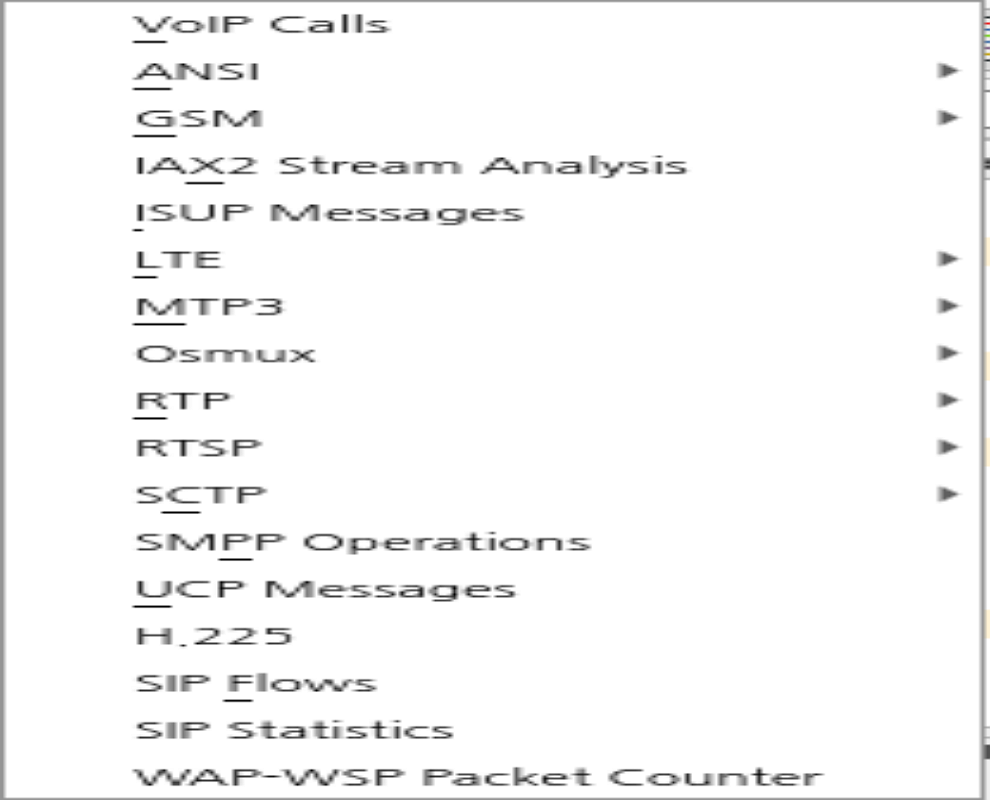 VoIP Calls
ANSI
GSM
IAX2 Stream Analysis
ISUP Messages
LTE
MTP3
Osmux
RTP
RTSP
SCTP
SMPP Operations
UCP Messages
H.225
SIP Flows
SIP Statistics
WAP-WSP Packet Counter